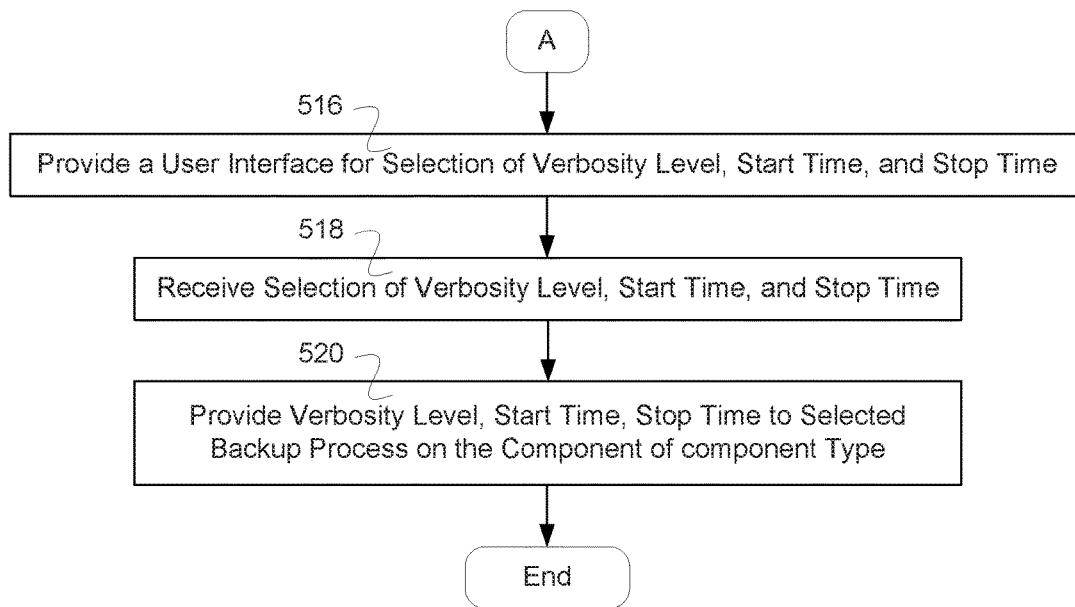 A
516
Provide a User Interface for Selection of Verbosity Level, Start Time, and Stop Time
518
Receive Selection of Verbosity Level, Start Time, and Stop Time
520
Provide Verbosity Level, Start Time, Stop Time to Selected
Backup Process on the Component of component Type
End